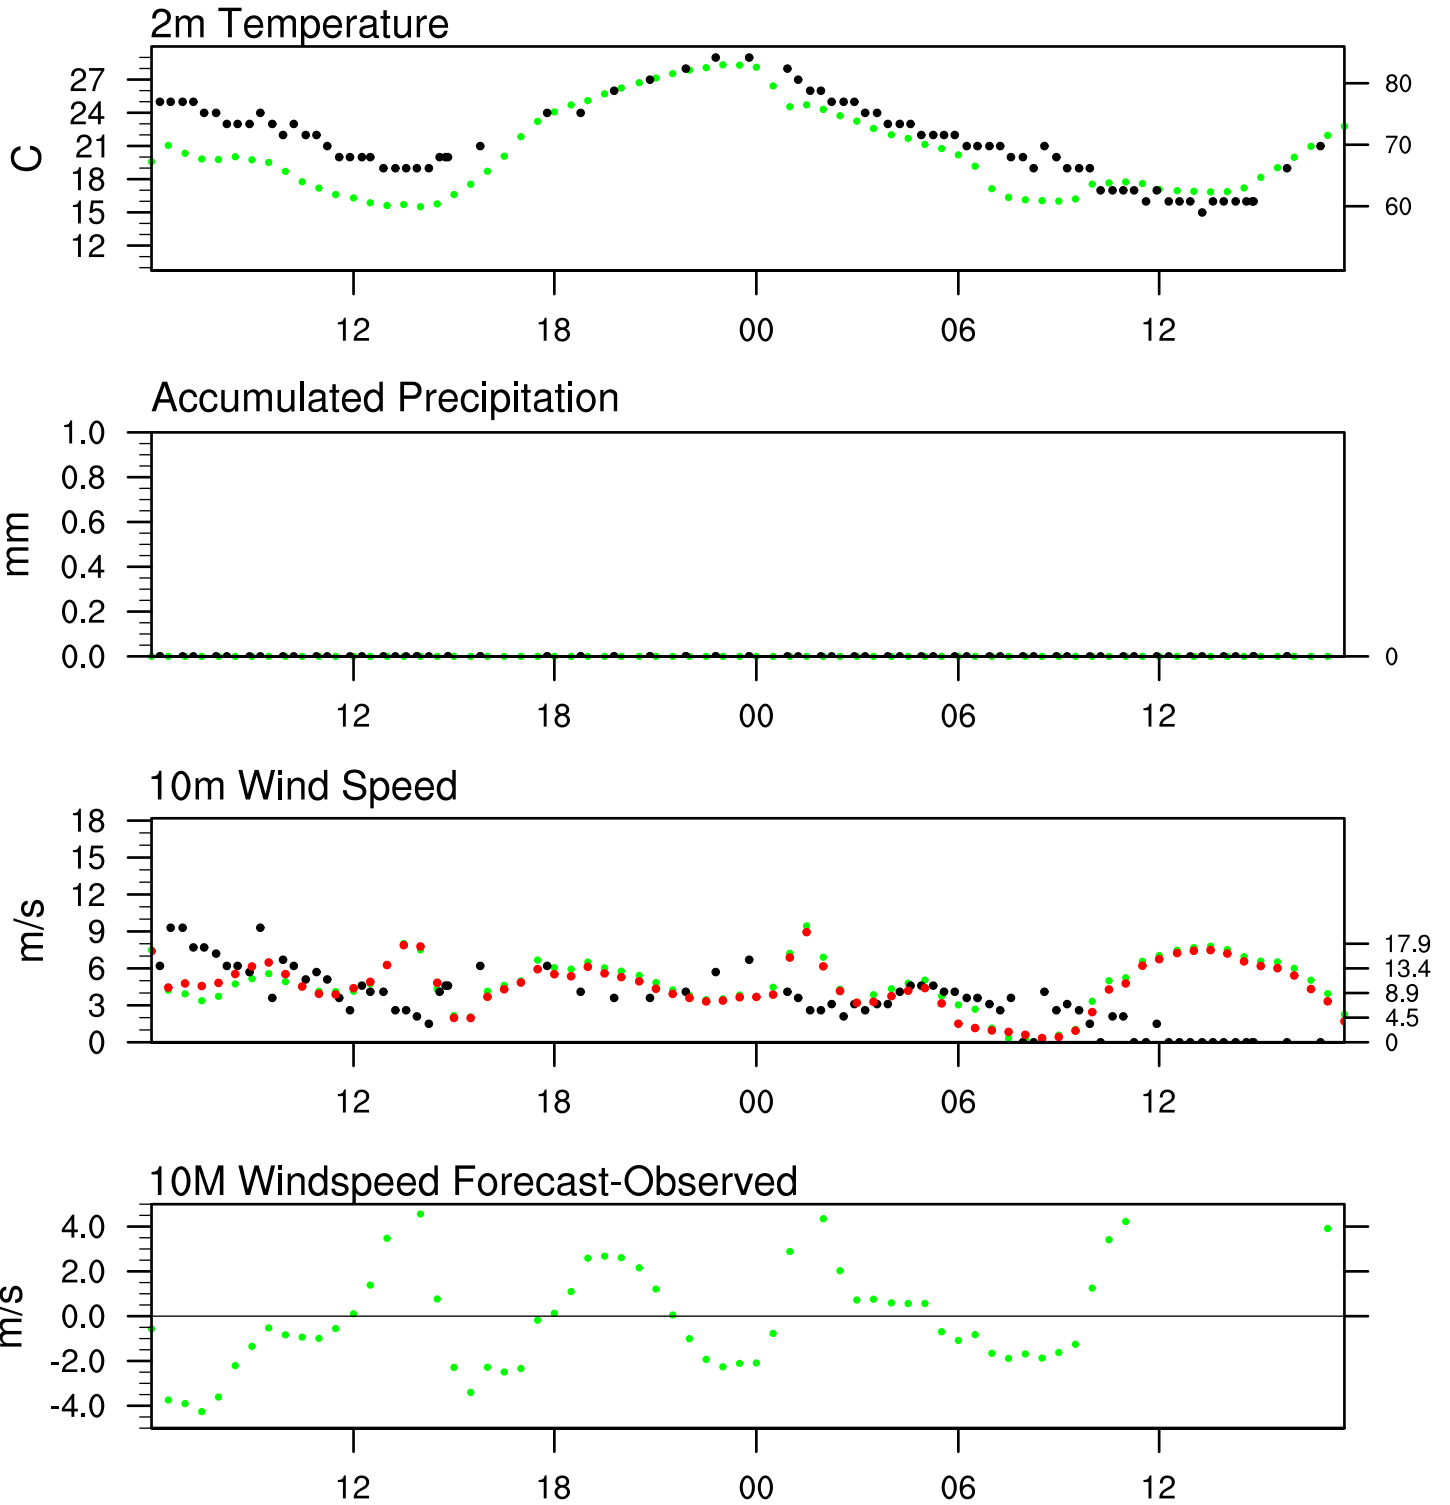 2m Temperature
C
27
24
21
18
15
12
80
70
60
12 18 00 06 12
Accumulated Precipitation
mm
1.0
0.8
0.6
0.4
0.2
0.0
0
12 18 00 06 12
10m Wind Speed
m/s
18
15
12
9
6
3
0
17.9
13.4
8.9
4.5
0
12 18 00 06 12
10M Windspeed Forecast-Observed
m/s
4.0
2.0
0.0
-2.0
-4.0
12 18 00 06 12